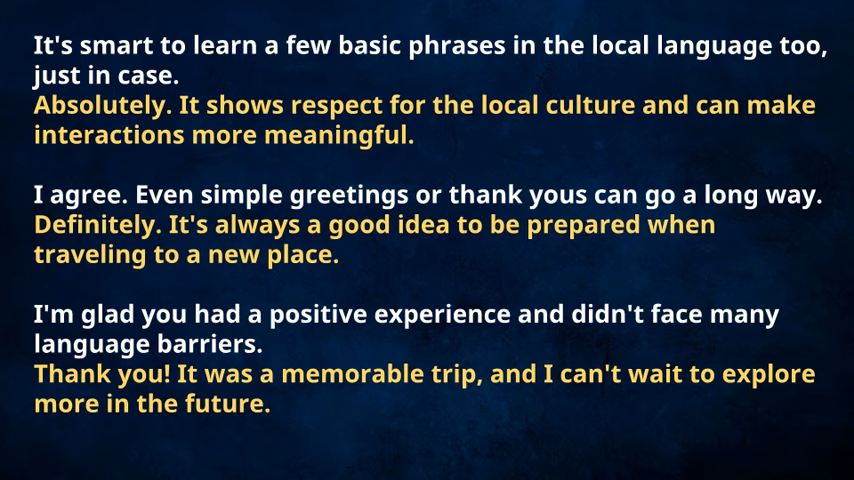 It's smart to learn a few basic phrases in the local language too,
just in case.
Absolutely. It shows respect for the local culture and can make
interactions more meaningful.
I agree. Even simple greetings or thank yous can go a long way.
Definitely. It's always a good idea to be prepared when
traveling to a new place.
I'm glad you had a positive experience and didn't face many
language barriers.
Thank you! It was a memorable trip, and I can't wait to explore
more in the future.